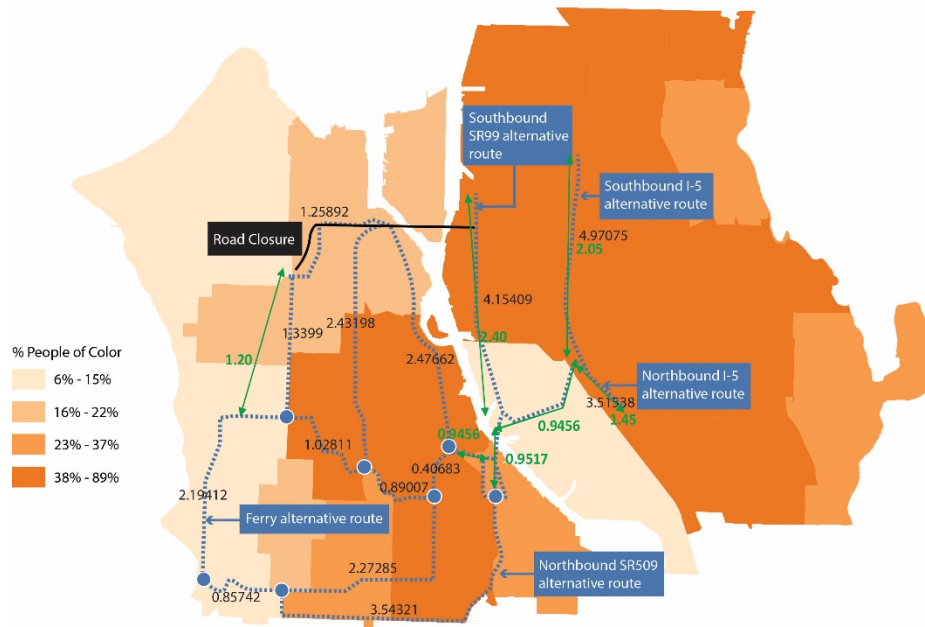 Southbound
SR99 alternative
route
Southbound I-5
alternative route
1.25892
Road Closure
4.97075
2.05
4.15409
1.3399
2.43198
2.40
% People of Color
1.20
2.47662
6% - 15%
Northbound I-5
alternative route
16% - 22%
3.51538
1.45
23% - 37%
0.9456
0.9456
1.02811
0.9517
38% - 89%
0.40683
0.89007
2.19412
Ferry alternative route
Northbound SR509
alternative route
2.27285
0.85742
3.54321